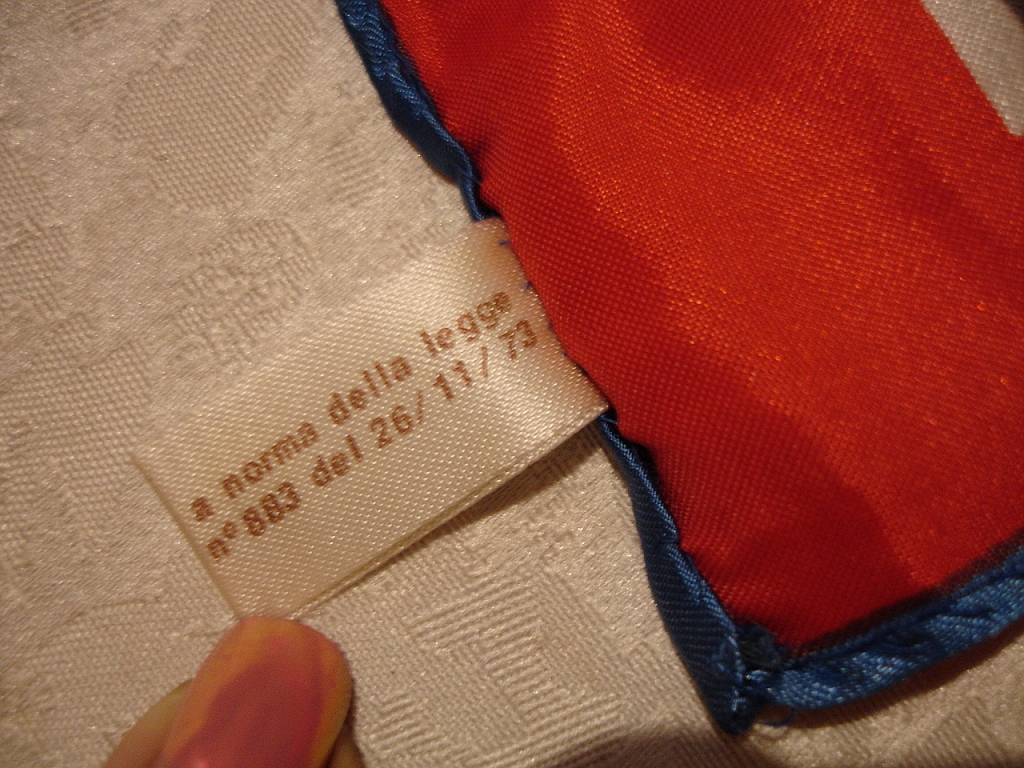 a norma della legge
n° 883 del 26/11/73